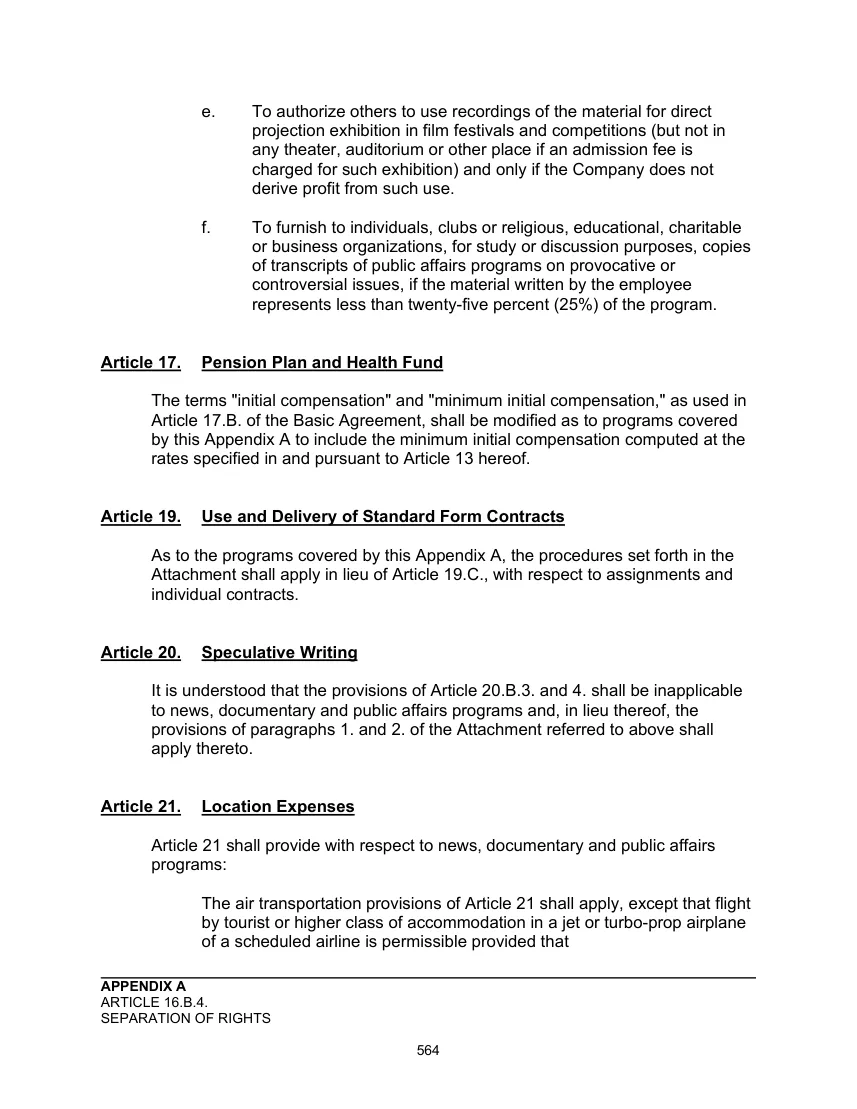 e. To authorize others to use recordings of the material for direct
projection exhibition in film festivals and competitions (but not in
any theater, auditorium or other place if an admission fee is
charged for such exhibition) and only if the Company does not
derive profit from such use.
f. To furnish to individuals, clubs or religious, educational, charitable
or business organizations, for study or discussion purposes, copies
of transcripts of public affairs programs on provocative or
controversial issues, if the material written by the employee
represents less than twenty-five percent (25%) of the program.
Article 17. Pension Plan and Health Fund
The terms "initial compensation" and "minimum initial compensation," as used in
Article 17.B. of the Basic Agreement, shall be modified as to programs covered
by this Appendix A to include the minimum initial compensation computed at the
rates specified in and pursuant to Article 13 hereof.
Article 19. Use and Delivery of Standard Form Contracts
As to the programs covered by this Appendix A, the procedures set forth in the
Attachment shall apply in lieu of Article 19.C., with respect to assignments and
individual contracts.
Article 20. Speculative Writing
It is understood that the provisions of Article 20.B.3. and 4. shall be inapplicable
to news, documentary and public affairs programs and, in lieu thereof, the
provisions of paragraphs 1. and 2. of the Attachment referred to above shall
apply thereto.
Article 21. Location Expenses
Article 21 shall provide with respect to news, documentary and public affairs
programs:
The air transportation provisions of Article 21 shall apply, except that flight
by tourist or higher class of accommodation in a jet or turbo-prop airplane
of a scheduled airline is permissible provided that
APPENDIX A
ARTICLE 16.B.4.
SEPARATION OF RIGHTS
564